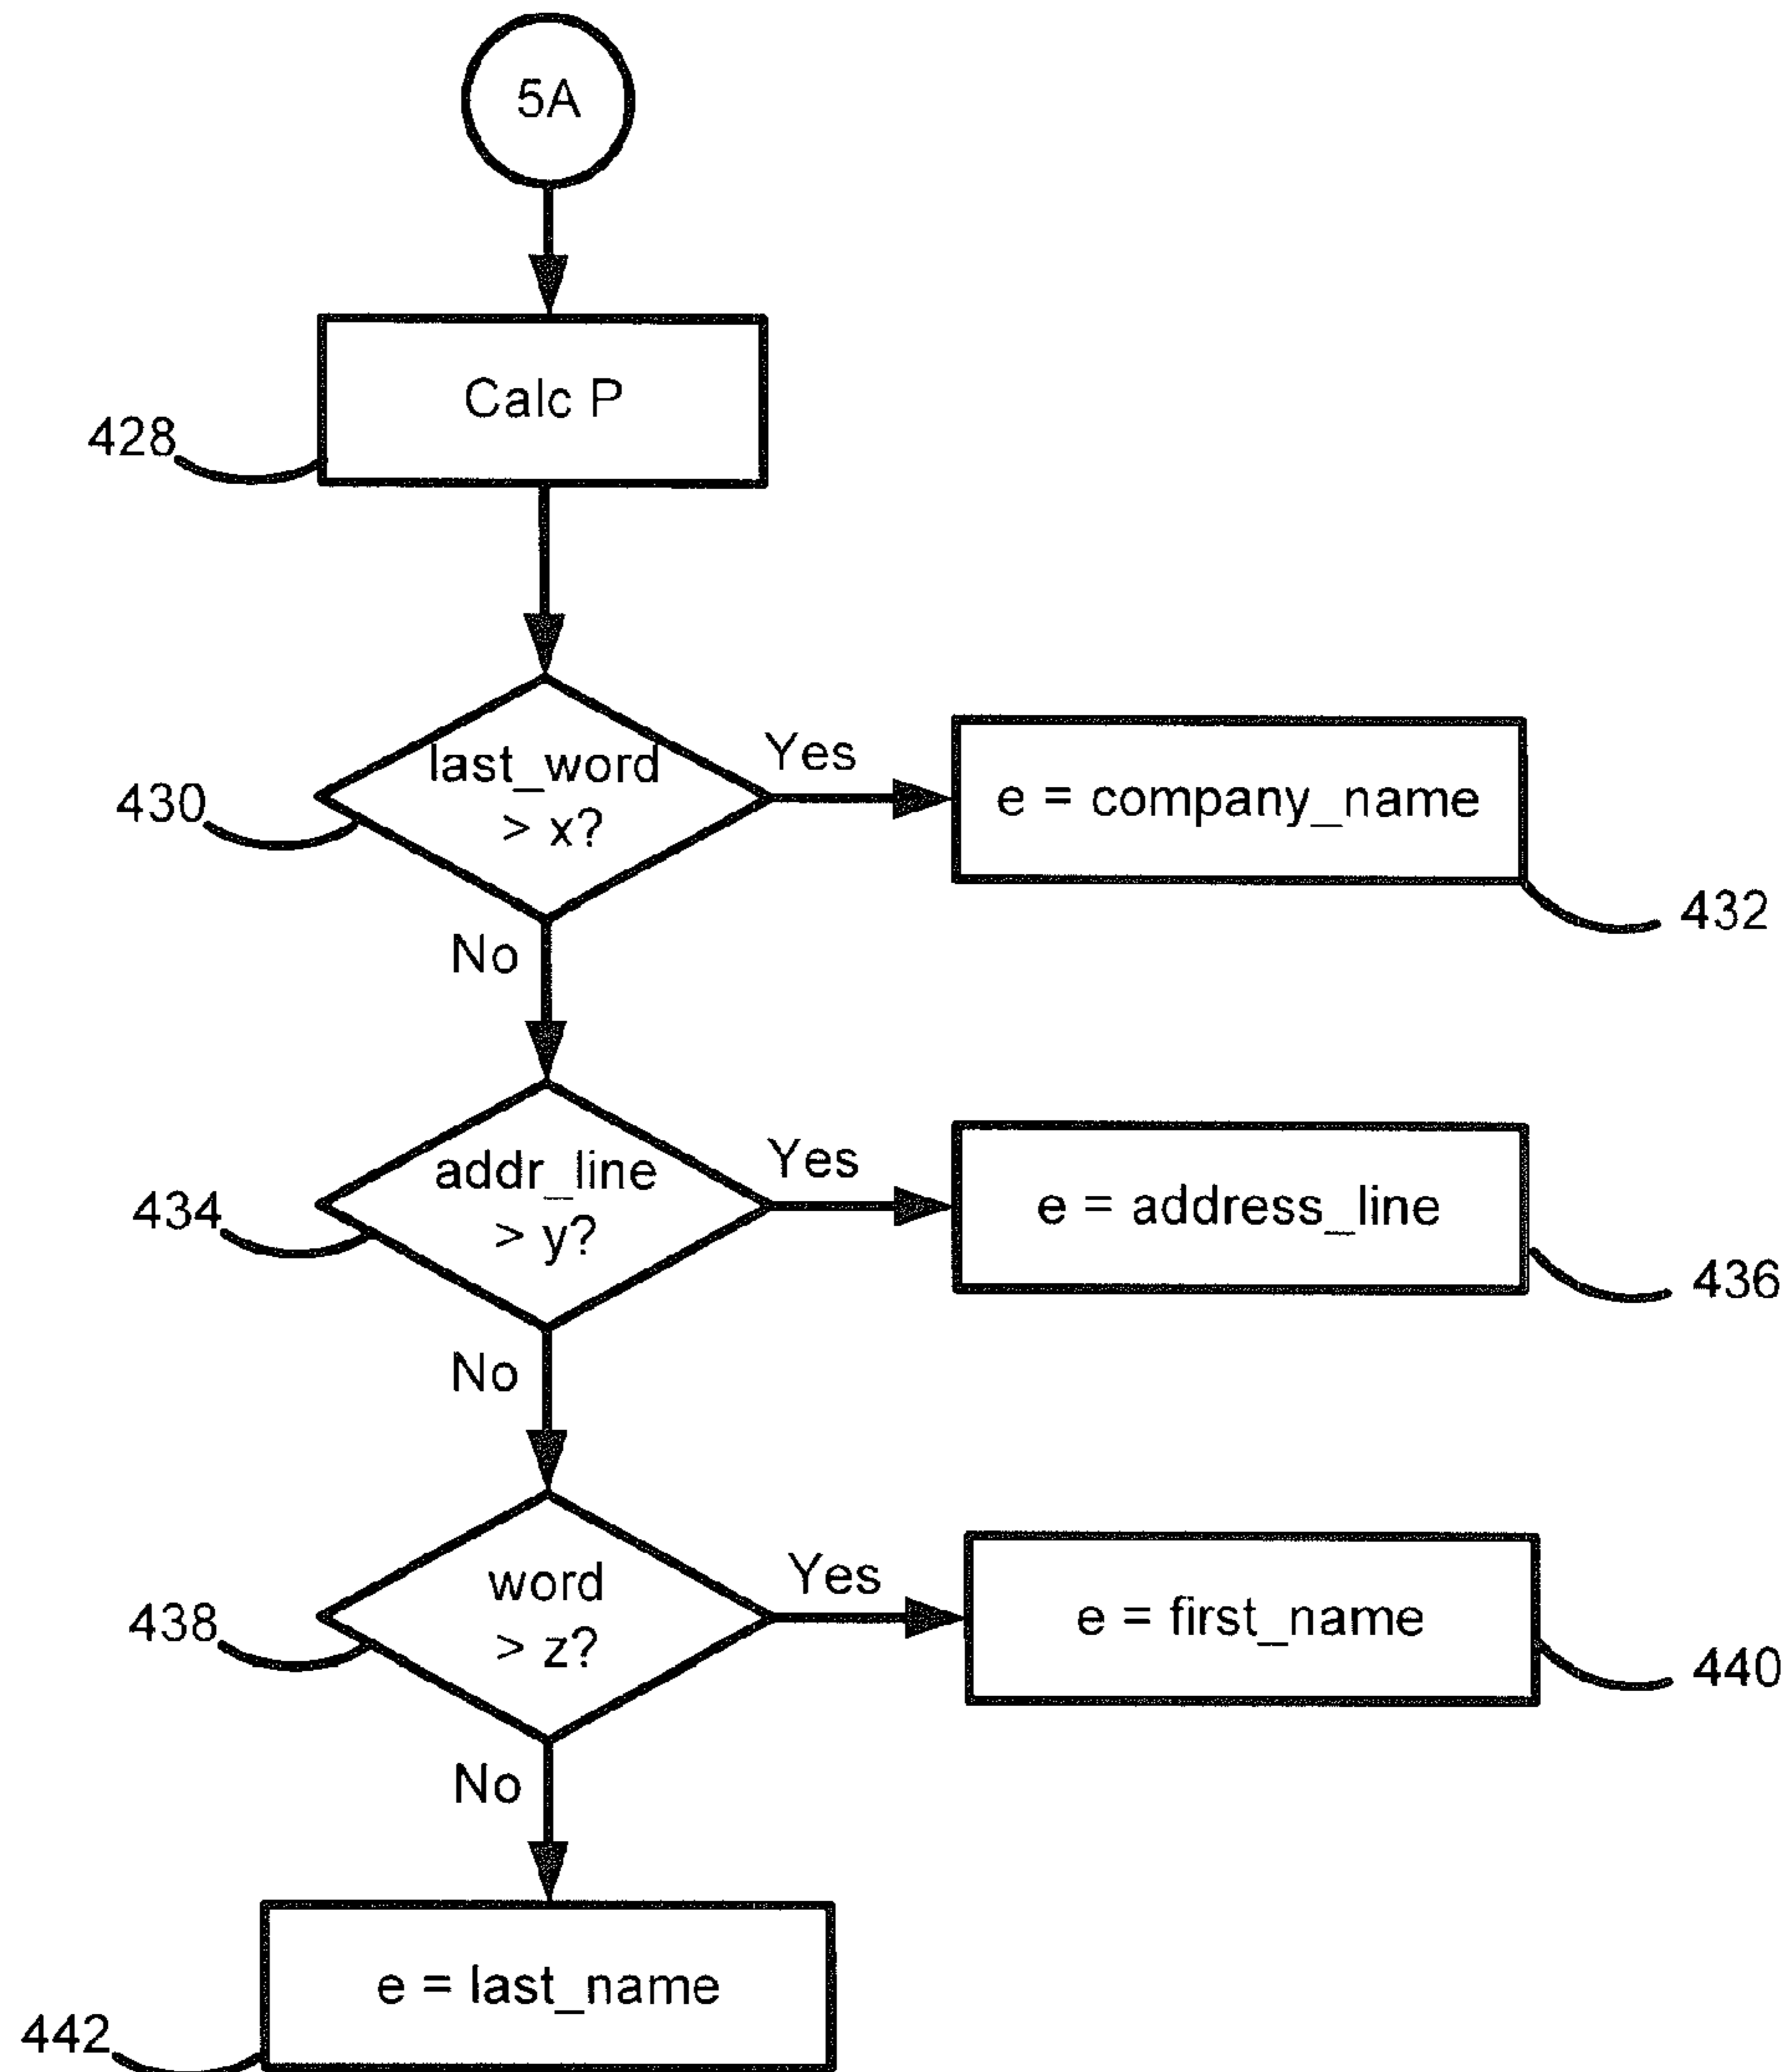 5A
Calc P
428
last_word
> x?
430
Yes
e = company_name
432
No
addr_line
> y?
434
Yes
e = address_line
436
No
word
> z?
438
Yes
e = first_name
440
No
e = last_name
442